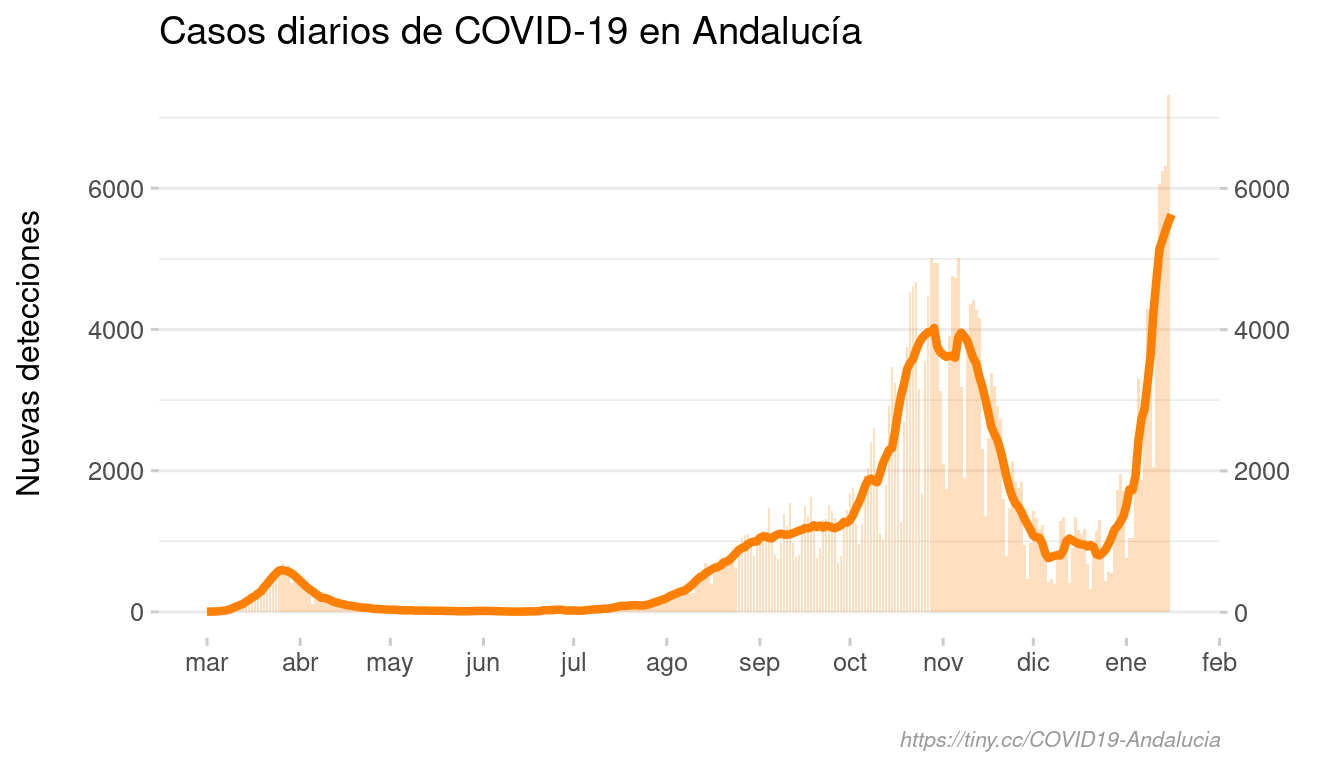 Casos diarios de COVID-19 en Andalucía
Nuevas detecciones
6000
4000
2000
0
6000
4000
2000
0
mar abr may jun jul ago sep oct nov dic ene feb
https://tiny.cc/COVID19-Andalucia